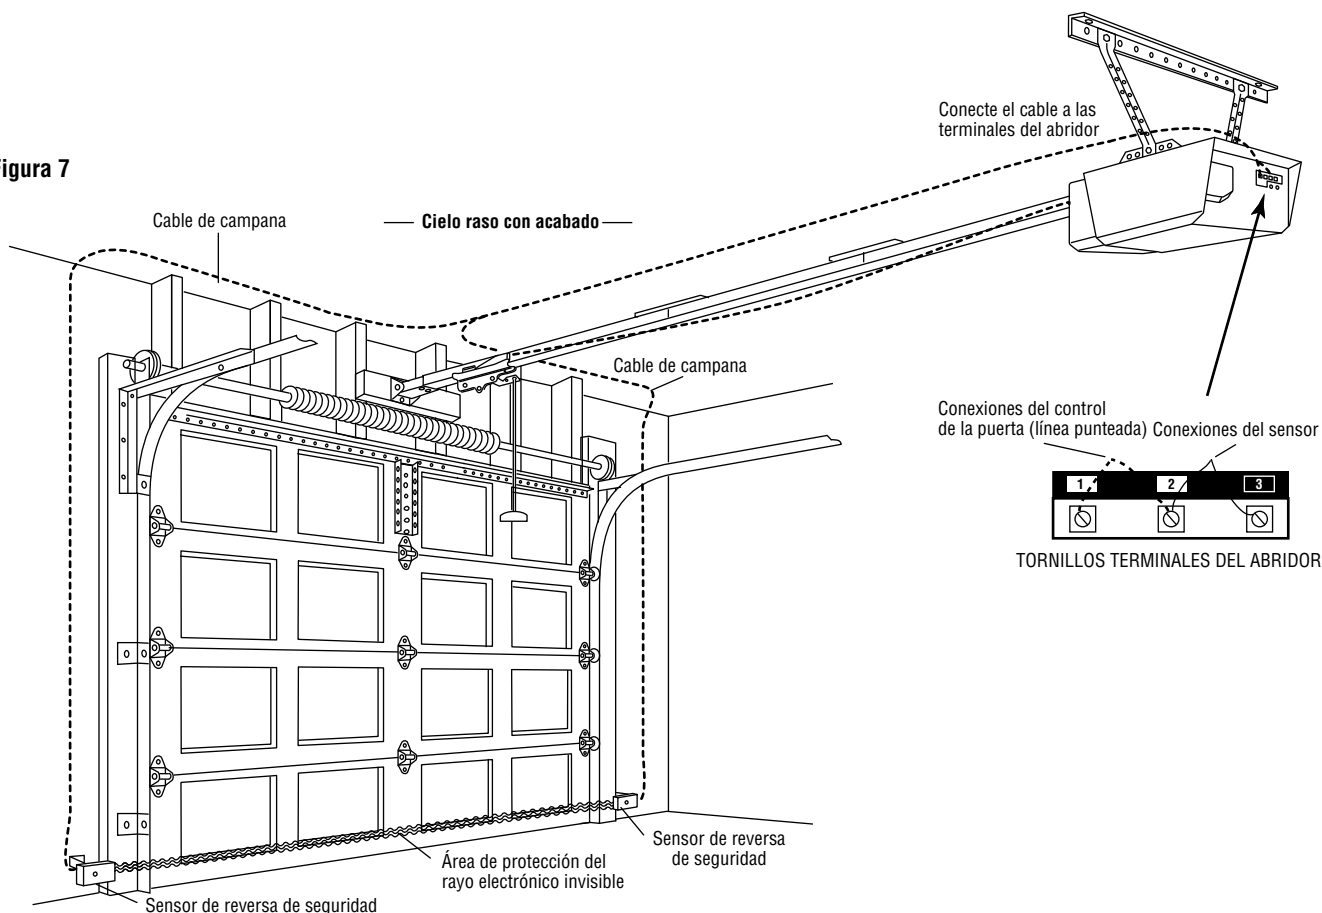 Conecte el cable a las
terminales del abridor
Figura 7
Cable de campana
Cielo raso con acabado
Cable de campana
Conexiones del control
de la puerta (línea punteada)
Conexiones del sensor
1 2 3
TORNILLOS TERMINALES DEL ABRIDOR
Sensor de reversa
de seguridad
Área de protección del
rayo electrónico invisible
Sensor de reversa de seguridad